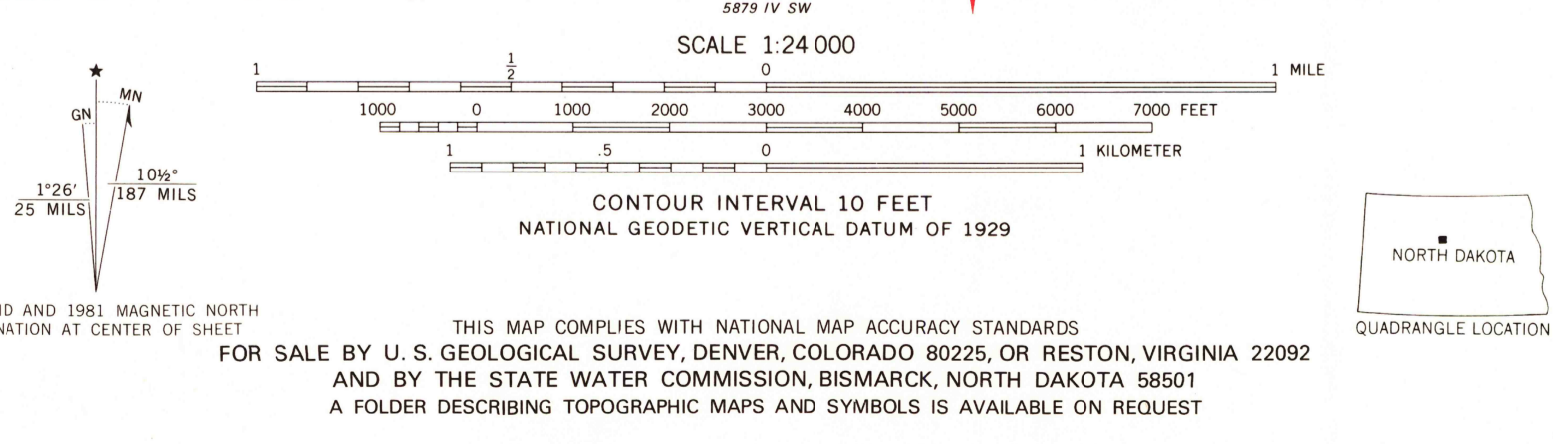 5879 IV SW
SCALE 1:24 000
1 1/2 0 1 MILE
1000 0 1000 2000 3000 4000 5000 6000 7000 FEET
1 .5 0 1 KILOMETER
CONTOUR INTERVAL 10 FEET
NATIONAL GEODETIC VERTICAL DATUM OF 1929
★
MN
GN
10½°
187 MILS
1°26′
25 MILS
ID AND 1981 MAGNETIC NORTH
NATION AT CENTER OF SHEET
NORTH DAKOTA
QUADRANGLE LOCATION
THIS MAP COMPLIES WITH NATIONAL MAP ACCURACY STANDARDS
FOR SALE BY U. S. GEOLOGICAL SURVEY, DENVER, COLORADO 80225, OR RESTON, VIRGINIA 22092
AND BY THE STATE WATER COMMISSION, BISMARCK, NORTH DAKOTA 58501
A FOLDER DESCRIBING TOPOGRAPHIC MAPS AND SYMBOLS IS AVAILABLE ON REQUEST